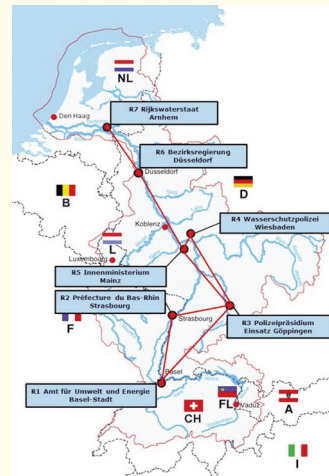 NL
Den Haag
R7 Rijkswaterstaat
Arnhem
R6 Bezirksregierung
Düsseldorf
Düsseldorf
B
D
R4 Wasserschutzpolizei
Wiesbaden
Koblenz
L
Luxembourg
R5 Innenministerium
Mainz
R2 Préfecture du Bas-Rhin
Strasbourg
F
Strasbourg
R3 Polizeipräsidium
Einsatz Göppingen
Basel
R1 Amt für Umwelt und Energie
Basel-Stadt
FL
Vaduz
CH
A
I